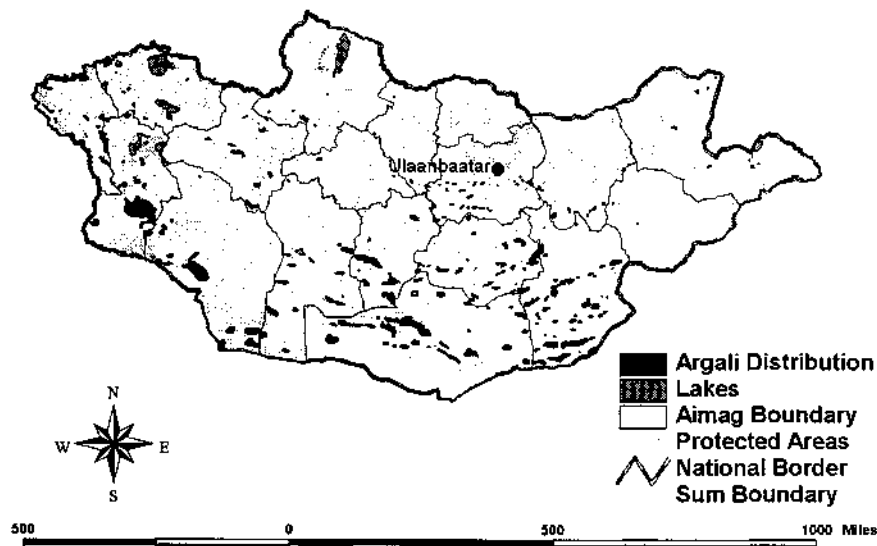 Ulaanbaatar
Argali Distribution
Lakes
Aimag Boundary
Protected Areas
National Border
Sum Boundary
N
W E
S
500 0 500 1000 Miles